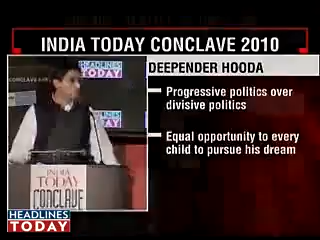 INDIA TODAY CONCLAVE 2010
DEEPENDER HOODA
Progressive politics over
divisive politics
Equal opportunity to every
child to pursue his dream
HEADLINES
TODAY
INDIA
TODAY
CONCLAVE
HEADLINES
TODAY